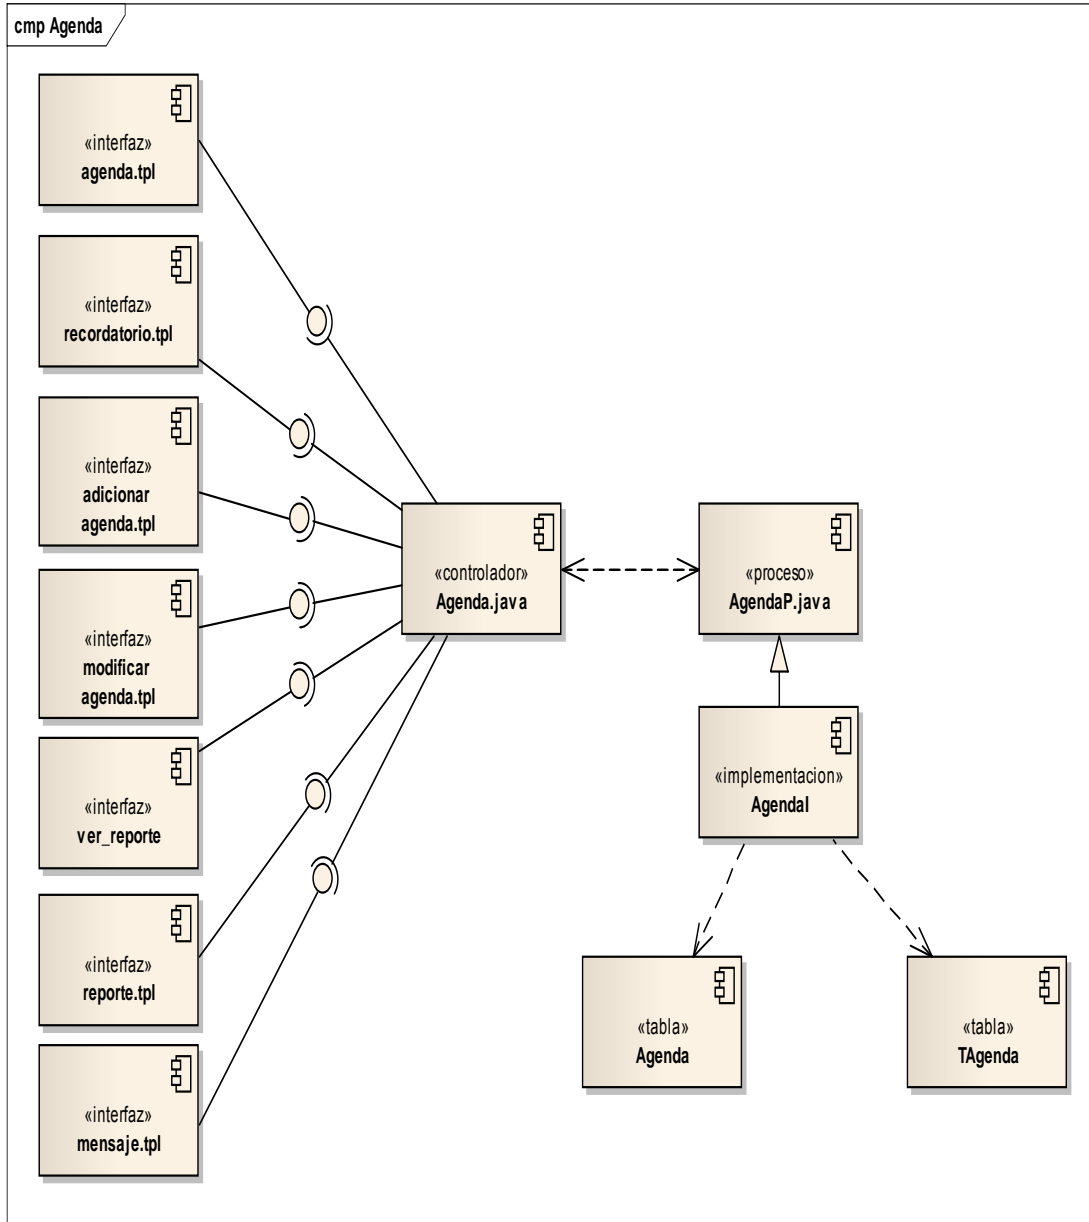 cmp Agenda
«interfaz»
agenda.tpl
«interfaz»
recordatorio.tpl
«interfaz»
adicionar
agenda.tpl
«interfaz»
modificar
agenda.tpl
«interfaz»
ver_reporte
«interfaz»
reporte.tpl
«interfaz»
mensaje.tpl
«controlador»
Agenda.java
«proceso»
AgendaP.java
«implementacion»
AgendaI
«tabla»
Agenda
«tabla»
TAgenda